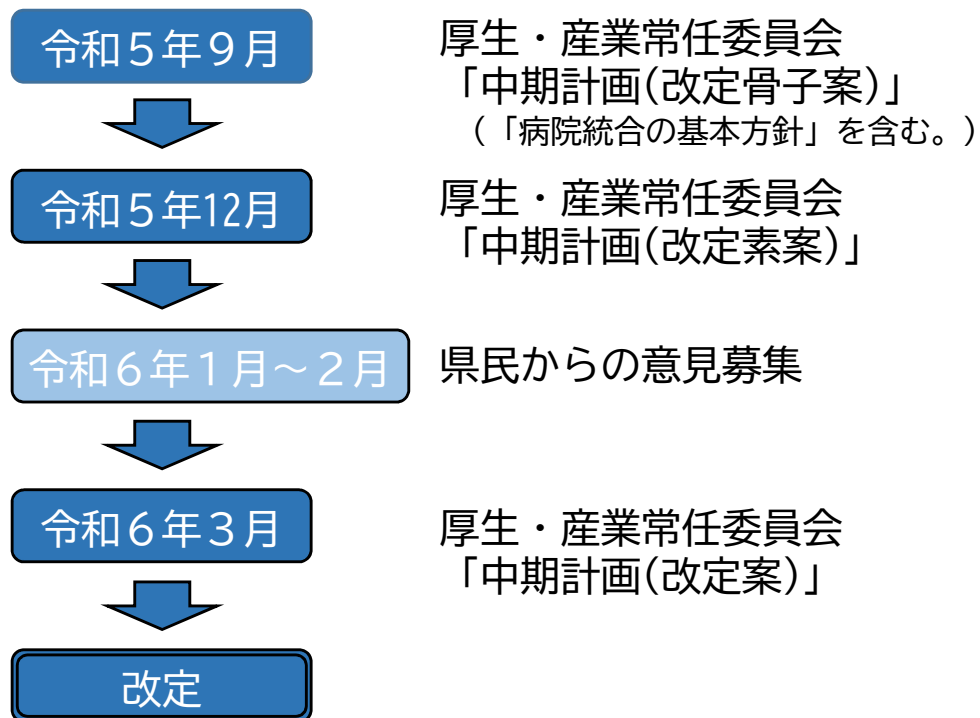 令和５年９月
厚生・産業常任委員会
「中期計画(改定骨子案)」
（「病院統合の基本方針」を含む。）
令和５年12月
厚生・産業常任委員会
「中期計画(改定素案)」
令和６年１月～２月
県民からの意見募集
令和６年３月
厚生・産業常任委員会
「中期計画(改定案)」
改定